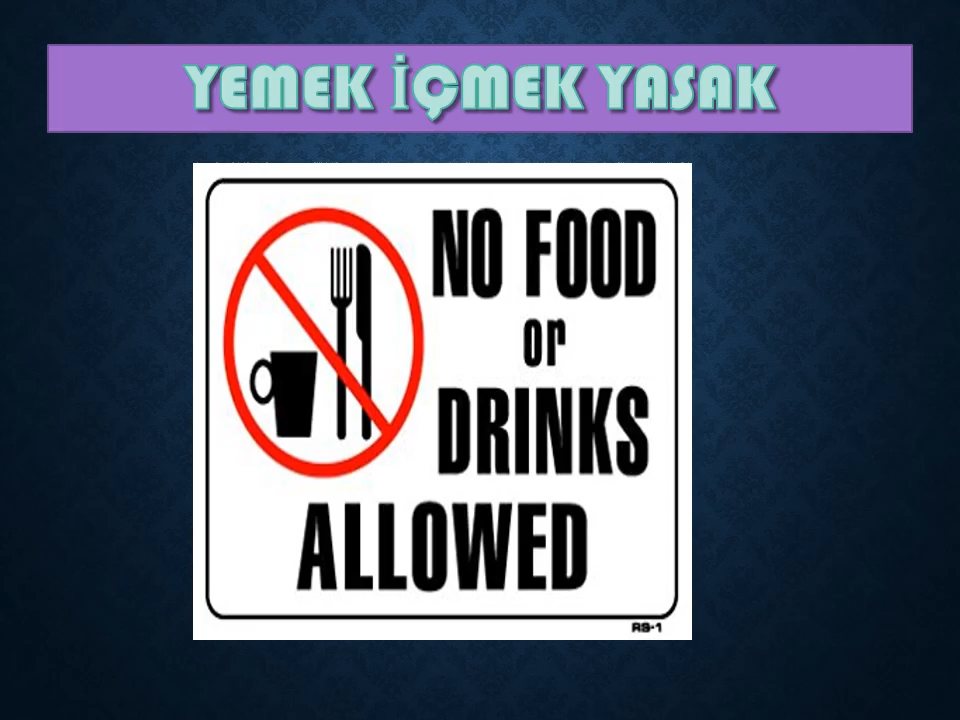 YEMEK İÇMEK YASAK
NO FOOD
or
DRINKS
ALLOWED
RS-1